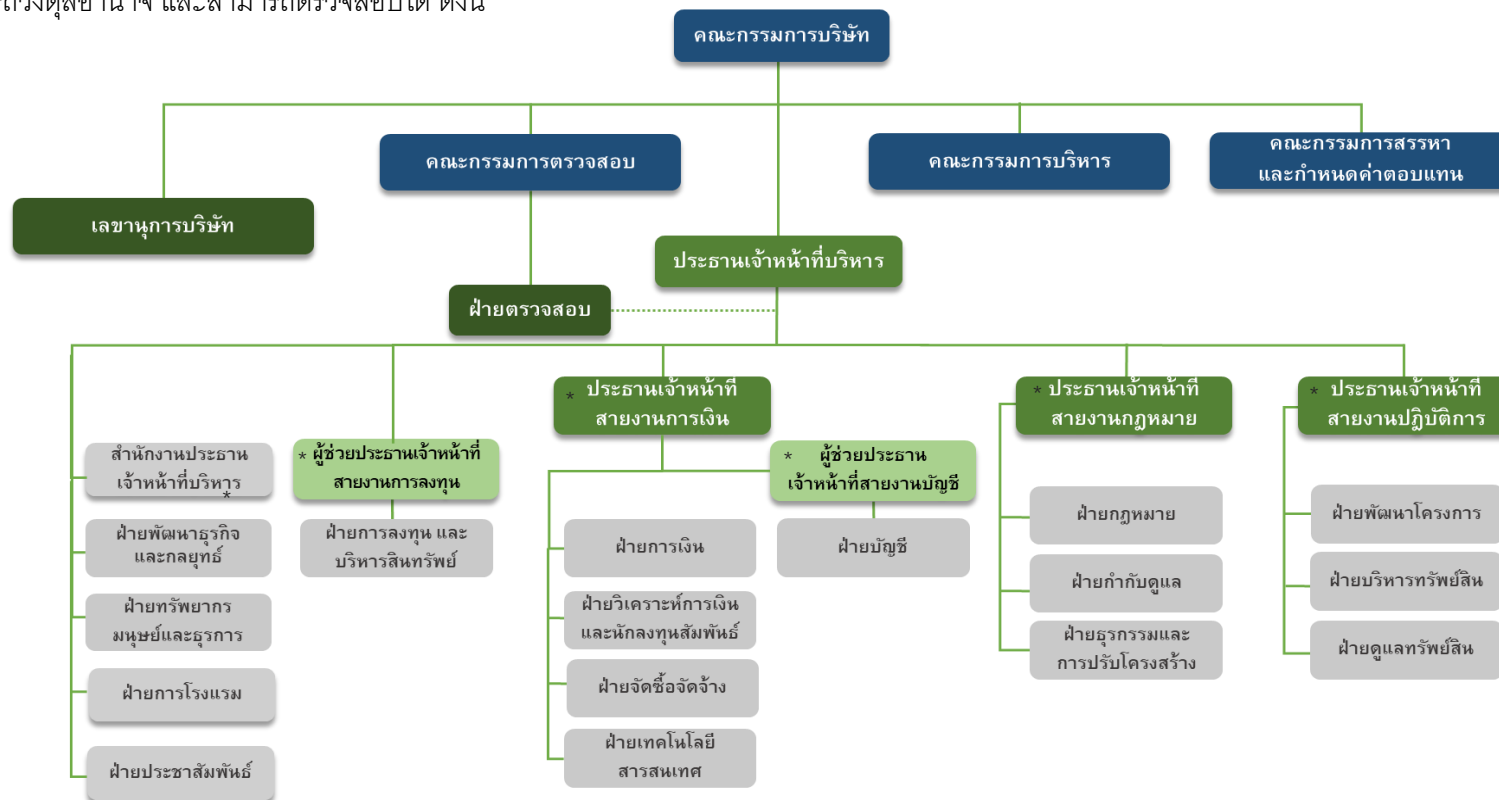 และสามารถตรวจสอบได้ ดังนี้
คณะกรรมการบริษัท
คณะกรรมการตรวจสอบ
คณะกรรมการบริหาร
คณะกรรมการสรรหา
และกำหนดค่าตอบแทน
เลขานุการบริษัท
ประธานเจ้าหน้าที่บริหาร
ฝ่ายตรวจสอบ
* ประธานเจ้าหน้าที่
สายงานการเงิน
* ประธานเจ้าหน้าที่
สายงานกฎหมาย
* ประธานเจ้าหน้าที่
สายงานปฏิบัติการ
สำนักงานประธาน
เจ้าหน้าที่บริหาร
*
* ผู้ช่วยประธานเจ้าหน้าที่
สายงานการลงทุน
* ผู้ช่วยประธาน
เจ้าหน้าที่สายงานบัญชี
ฝ่ายพัฒนาธุรกิจ
และกลยุทธ์
ฝ่ายการลงทุน และ
บริหารสินทรัพย์
ฝ่ายการเงิน
ฝ่ายบัญชี
ฝ่ายกฎหมาย
ฝ่ายพัฒนาโครงการ
ฝ่ายทรัพยากร
มนุษย์และธุรการ
ฝ่ายวิเคราะห์การเงิน
และนักลงทุนสัมพันธ์
ฝ่ายกำกับดูแล
ฝ่ายบริหารทรัพย์สิน
ฝ่ายการโรงแรม
ฝ่ายจัดซื้อจัดจ้าง
ฝ่ายธุรกรรมและ
การปรับโครงสร้าง
ฝ่ายดูแลทรัพย์สิน
ฝ่ายประชาสัมพันธ์
ฝ่ายเทคโนโลยี
สารสนเทศ